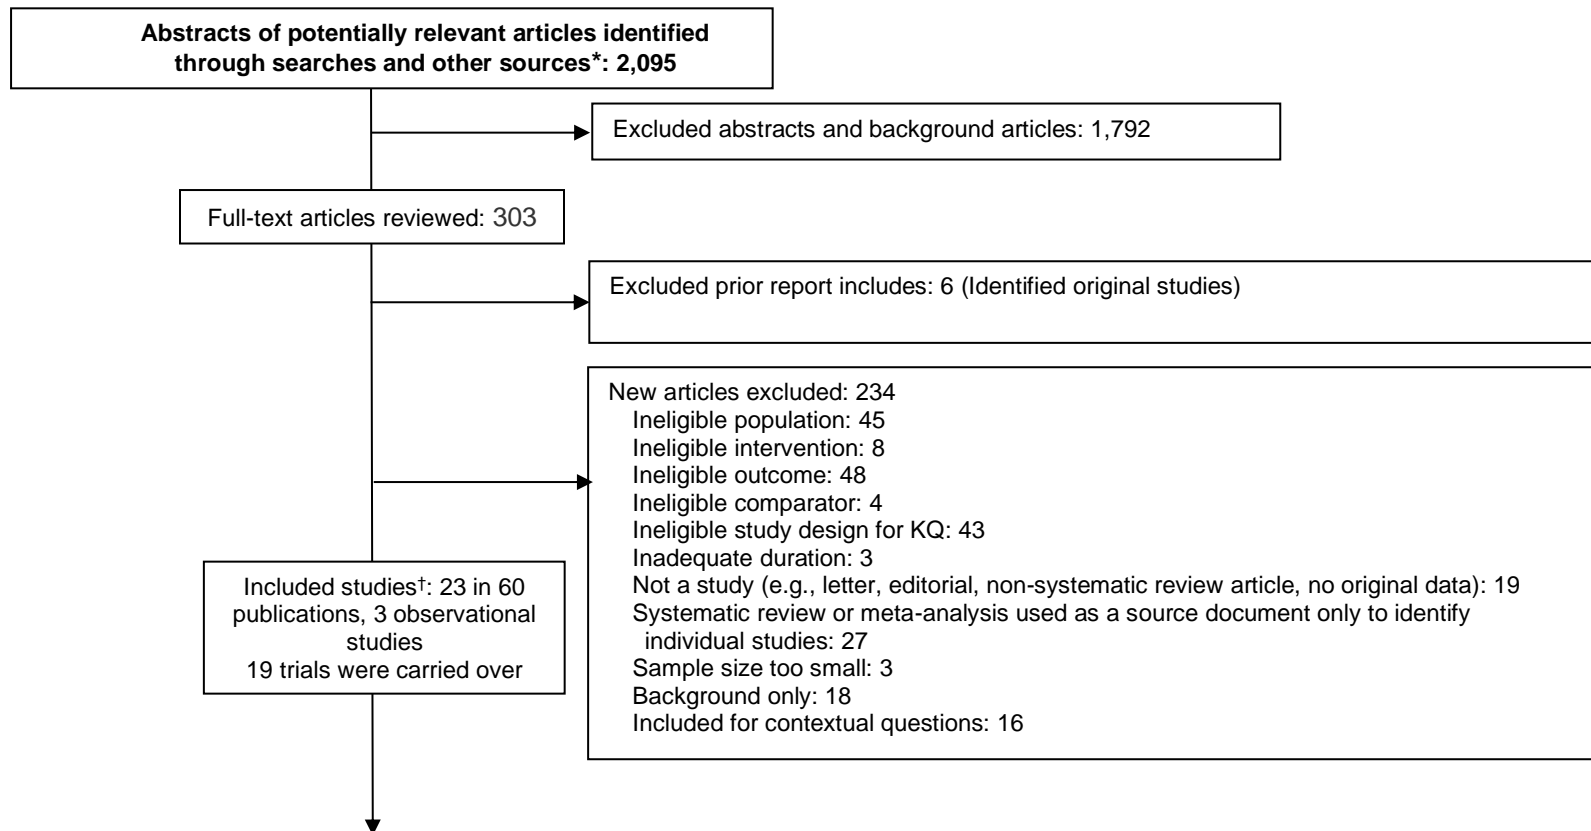 Abstracts of potentially relevant articles identified
through searches and other sources*: 2,095
Excluded abstracts and background articles: 1,792
Full-text articles reviewed: 303
Excluded prior report includes: 6 (Identified original studies)
New articles excluded: 234
Ineligible population: 45
Ineligible intervention: 8
Ineligible outcome: 48
Ineligible comparator: 4
Ineligible study design for KQ: 43
Inadequate duration: 3
Not a study (e.g., letter, editorial, non-systematic review article, no original data): 19
Systematic review or meta-analysis used as a source document only to identify
individual studies: 27
Sample size too small: 3
Background only: 18
Included for contextual questions: 16
Included studies†: 23 in 60
publications, 3 observational
studies
19 trials were carried over